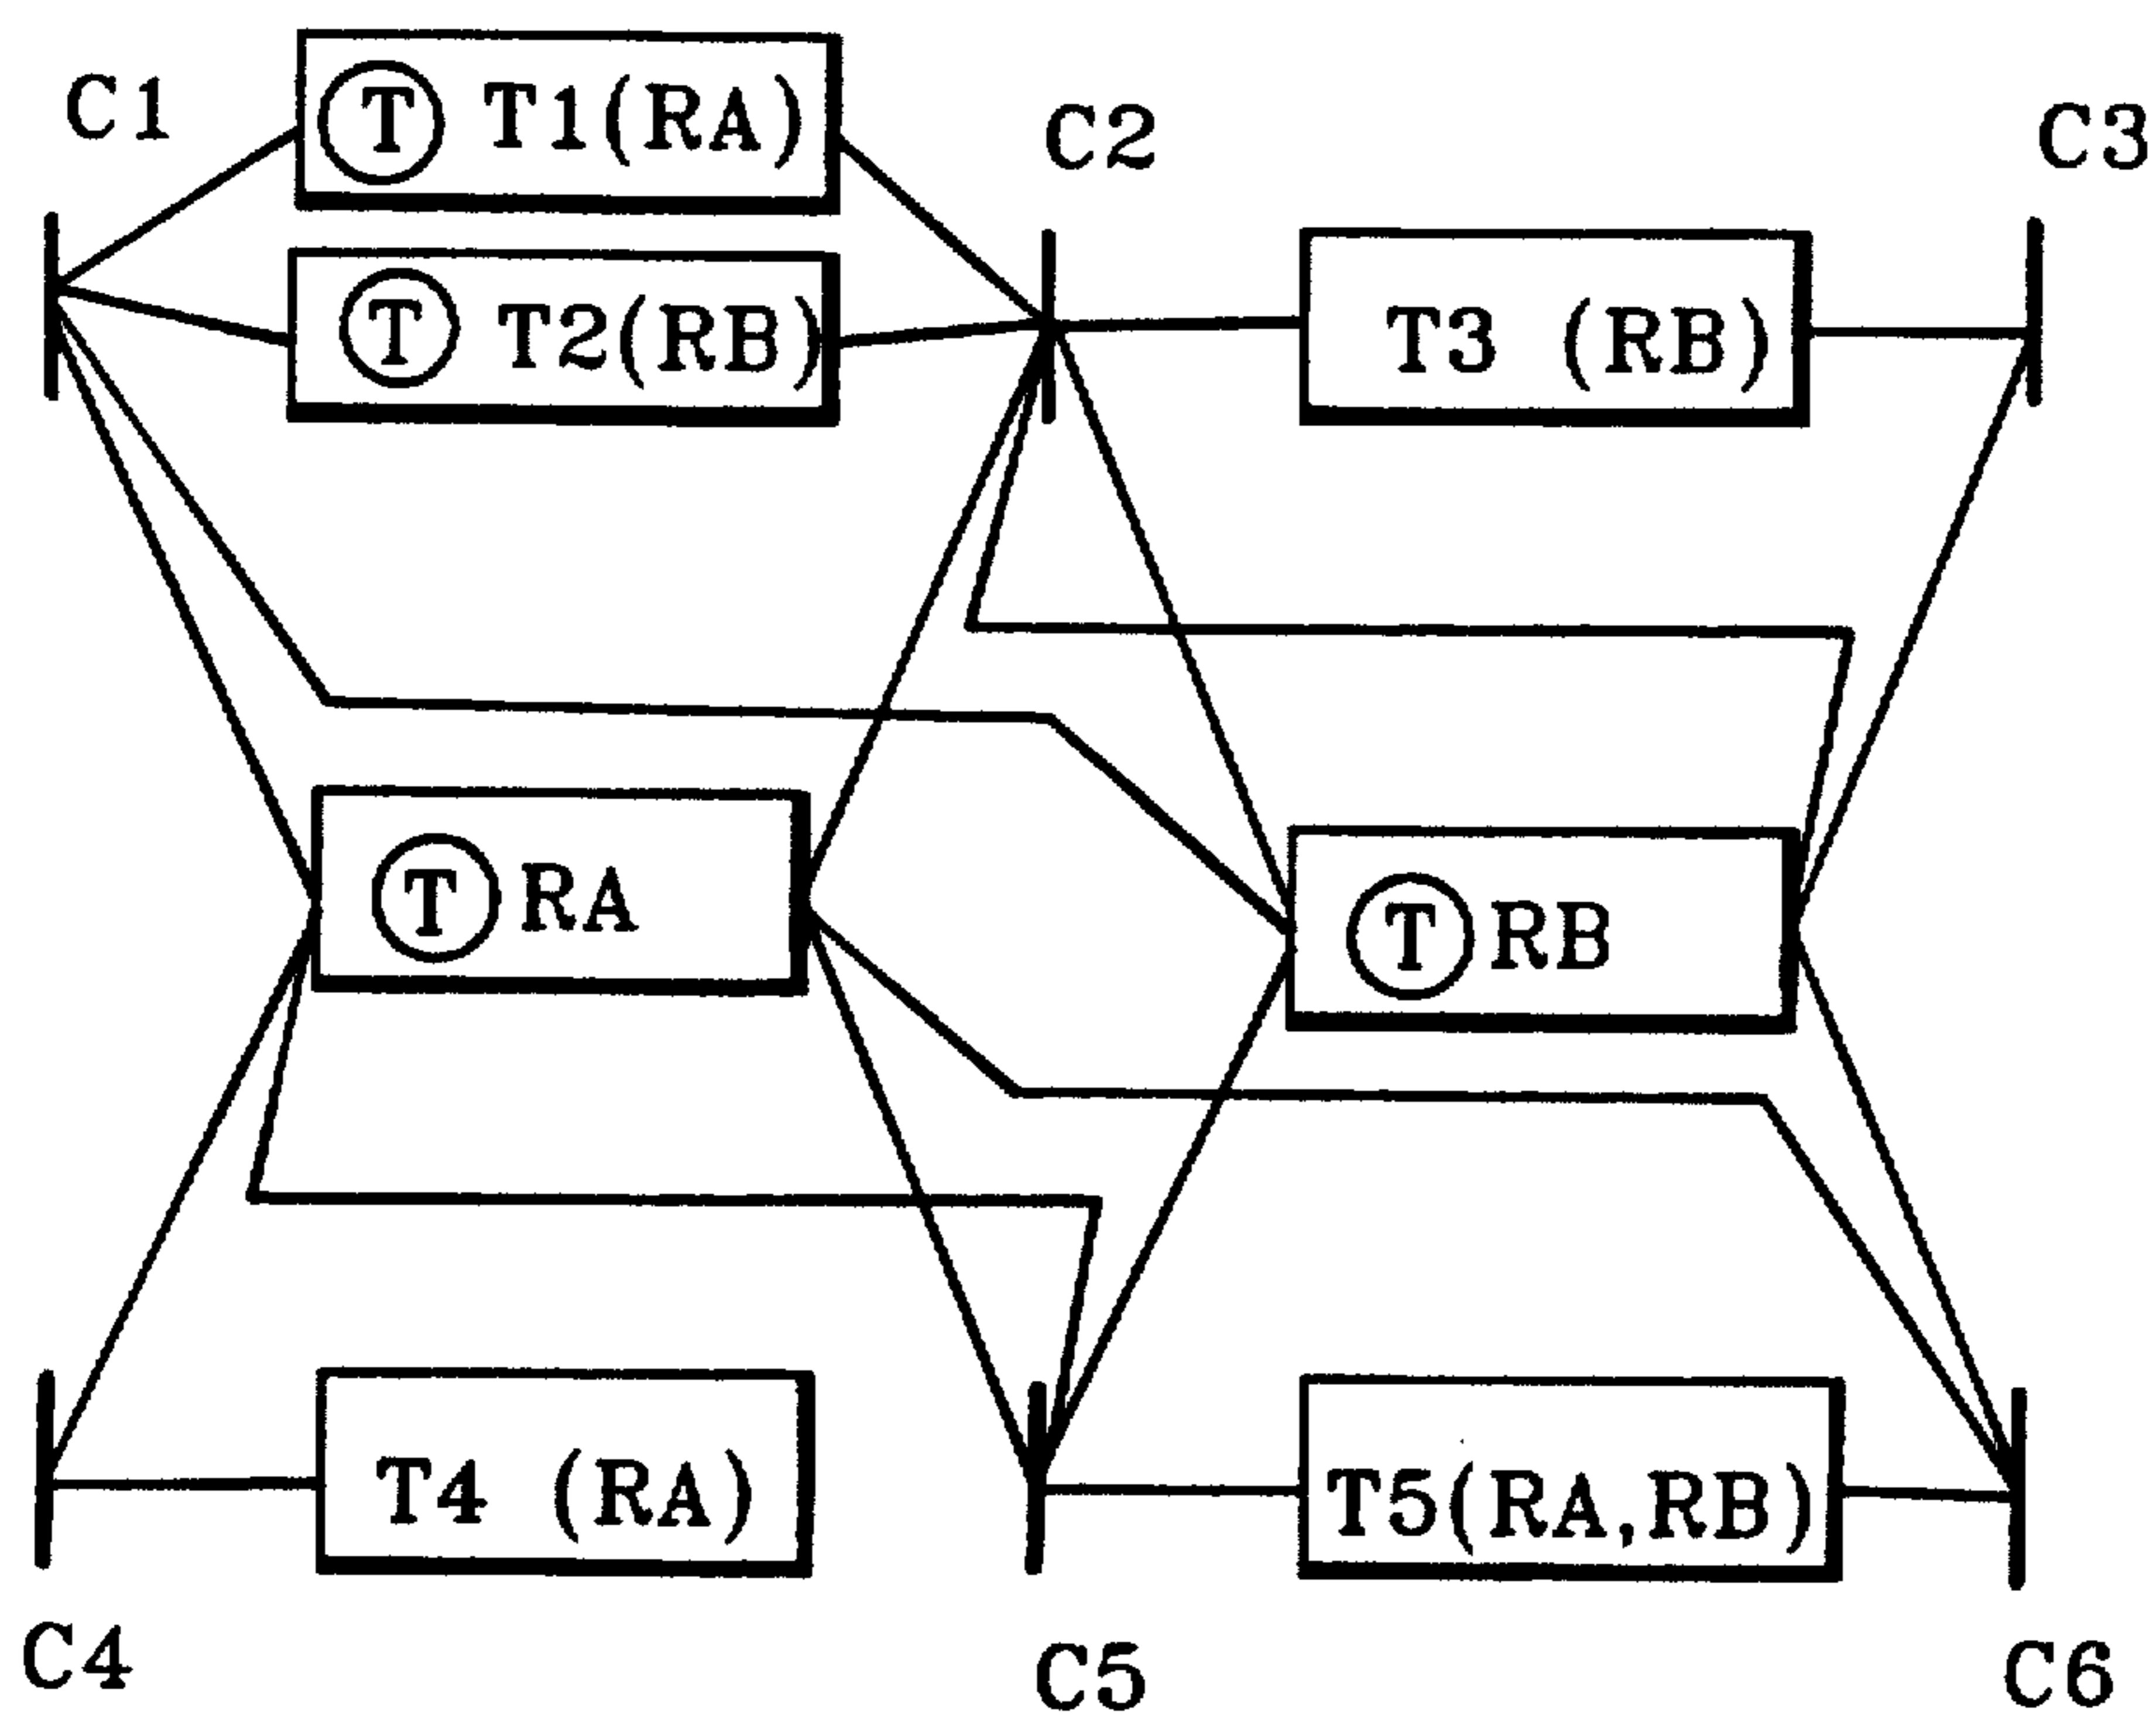 C1
T T1(RA)
C2
C3
T T2(RB)
T3 (RB)
T RA
T RB
T4 (RA)
T5(RA,RB)
C4
C5
C6